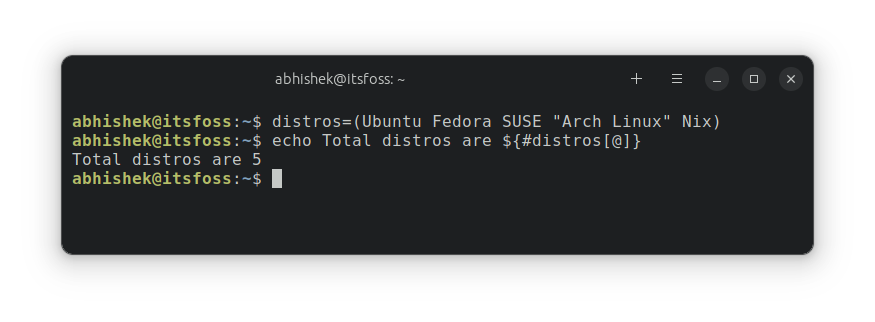 abhishek@itsfoss: ~
abhishek@itsfoss:~$ distros=(Ubuntu Fedora SUSE "Arch Linux" Nix)
abhishek@itsfoss:~$ echo Total distros are ${#distros[@]}
Total distros are 5
abhishek@itsfoss:~$